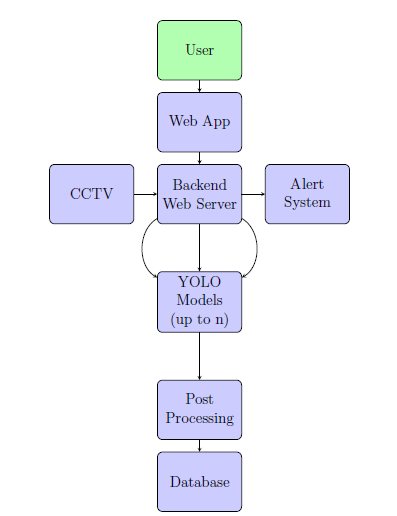 User
Web App
CCTV
Backend
Web Server
Alert
System
YOLO
Models
(up to n)
Post
Processing
Database